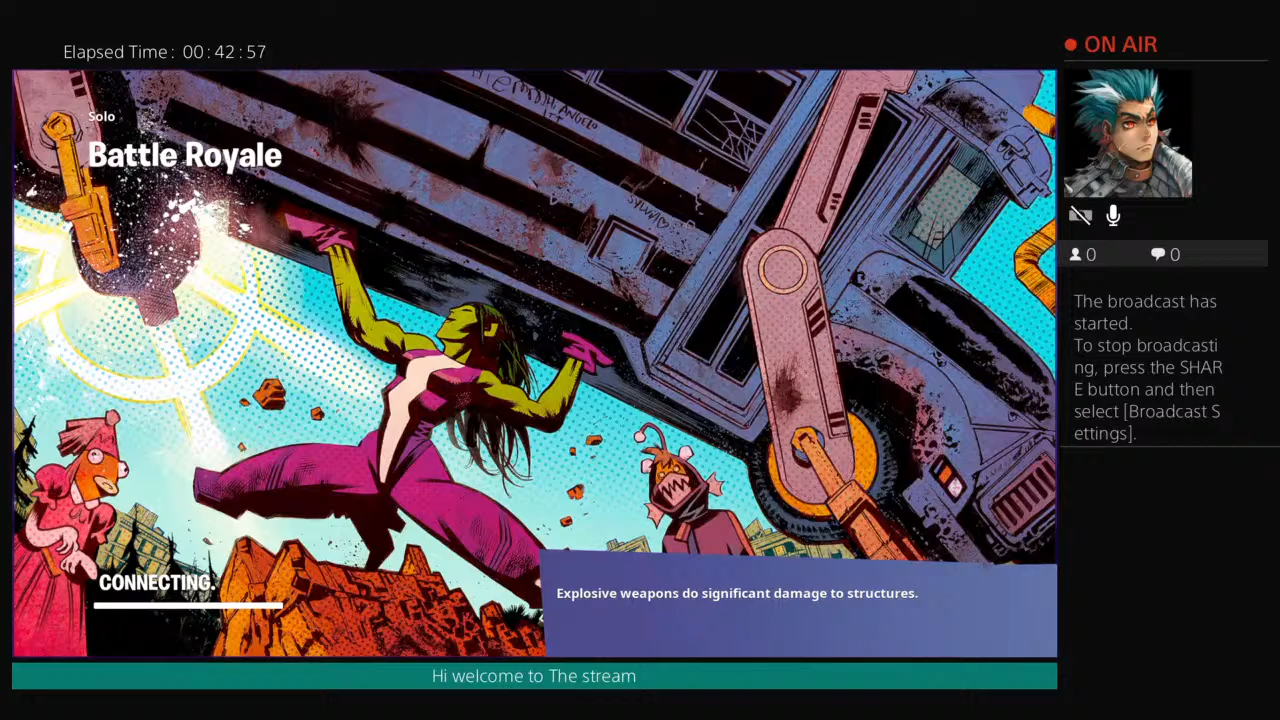 Elapsed Time: 00:42:57
ON AIR
Solo
Battle Royale
ANGELO
SYLVIA
0
0
The broadcast has
started.
To stop broadcasti
ng, press the SHAR
E button and then
select [Broadcast S
ettings].
CONNECTING.
Explosive weapons do significant damage to structures.
Hi welcome to The stream